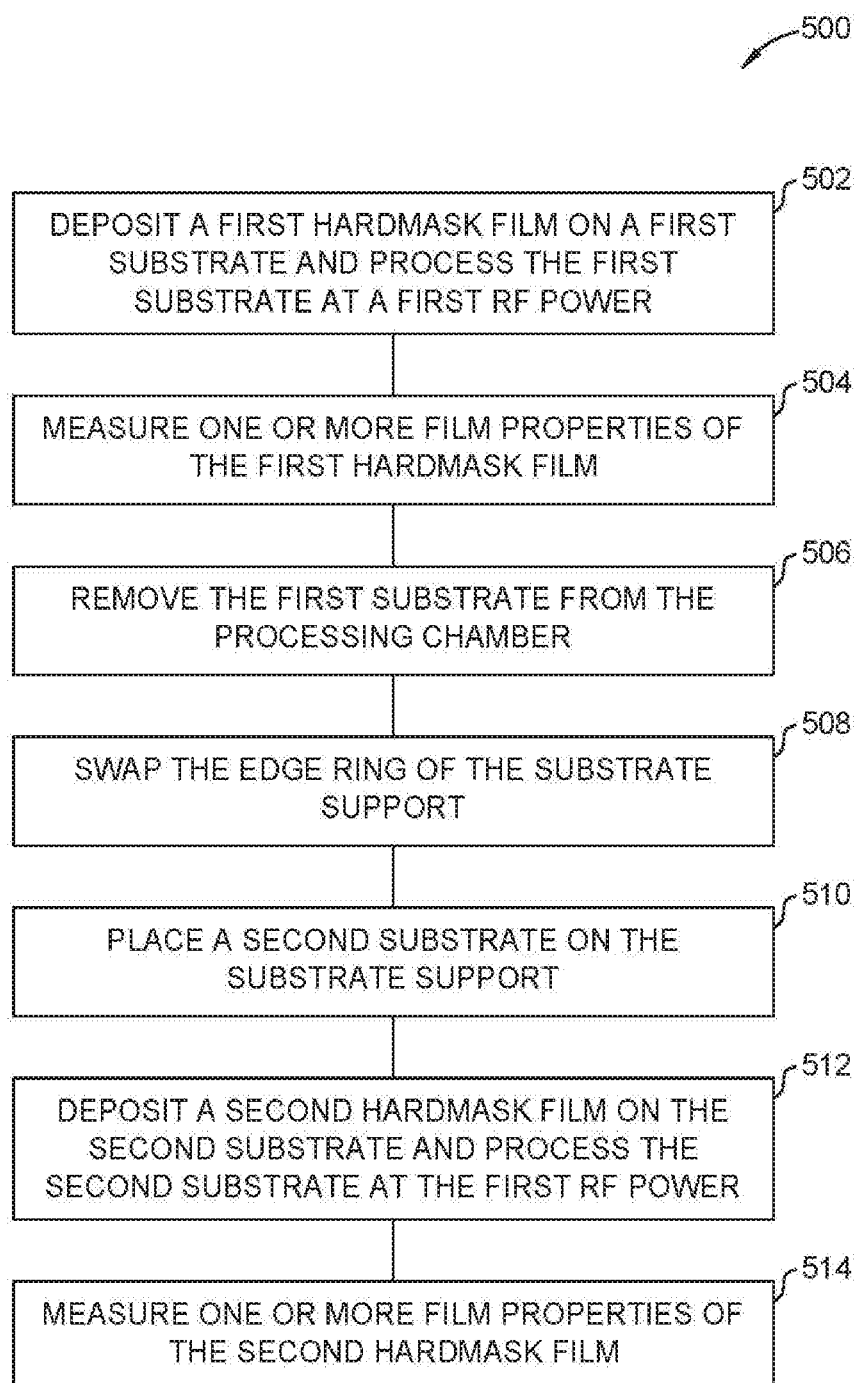 500
502
DEPOSIT A FIRST HARDMASK FILM ON A FIRST
SUBSTRATE AND PROCESS THE FIRST
SUBSTRATE AT A FIRST RF POWER
504
MEASURE ONE OR MORE FILM PROPERTIES OF
THE FIRST HARDMASK FILM
506
REMOVE THE FIRST SUBSTRATE FROM THE
PROCESSING CHAMBER
508
SWAP THE EDGE RING OF THE SUBSTRATE
SUPPORT
510
PLACE A SECOND SUBSTRATE ON THE
SUBSTRATE SUPPORT
512
DEPOSIT A SECOND HARDMASK FILM ON THE
SECOND SUBSTRATE AND PROCESS THE
SECOND SUBSTRATE AT THE FIRST RF POWER
514
MEASURE ONE OR MORE FILM PROPERTIES OF
THE SECOND HARDMASK FILM